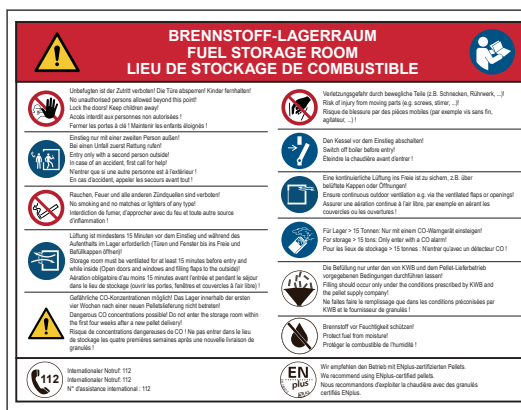 BRENNSTOFF-LAGERRAUM
FUEL STORAGE ROOM
LIEU DE STOCKAGE DE COMBUSTIBLE
Unbefugten ist der Zutritt verboten! Die Türe absperren! Kinder fernhalten!
No unauthorised persons allowed beyond this point!
Lock the doors! Keep children away!
Accès interdit aux personnes non autorisées !
Fermer les portes à clé ! Maintenir les enfants éloignés !
Einstieg nur mit einer zweiten Person außen!
Bei einen Unfall zuerst Rettung rufen!
Entry only with a second person outside!
In case of an accident, first call for help!
N'entrer que si une autre personne est à l'extérieur !
En cas d'accident, appeler les secours avant tout !
Rauchen, Feuer und alle anderen Zündquellen sind verboten!
No smoking and no matches or lighters of any type!
Interdiction de fumer, d'approcher avec du feu et toute autre source
d'inflammation !
Lüftung ist mindestens 15 Minuten vor dem Einstieg und während des
Aufenthalts im Lager erforderlich (Türen und Fenster bis ins Freie und
Befüllkappen öffnen)!
Storage room must be ventilated for at least 15 minutes before entry and
while inside (Open doors and windows and filling flaps to the outside)!
Aération obligatoire d'au moins 15 minutes avant l'entrée et pendant le séjour
dans le lieu de stockage (ouvrir les portes, fenêtres et couvercles à l'air libre) !
Gefährliche CO-Konzentrationen möglich! Das Lager innerhalb der ersten
vier Wochen nach einer neuen Pelletslieferung nicht betreten!
Dangerous CO concentrations possible! Do not enter the storage room within
the first four weeks after a new pellet delivery!
Risque de concentrations dangereuses de CO ! Ne pas entrer dans le lieu
de stockage les quatre premières semaines après une nouvelle livraison de
granulés !
112
Internationaler Notruf: 112
Internationaler Notruf: 112
N° d'assistance international : 112
Verletzungsgefahr durch bewegliche Teile (z.B. Schnecken, Rührwerk, ...)!
Risk of injury from moving parts (e.g. screws, stirrer, ...)!
Risque de blessure par des pièces mobiles (par exemple vis sans fin,
agitateur, ...) !
Den Kessel vor dem Einstieg abschalten!
Switch off boiler before entry!
Éteindre la chaudière avant d'entrer !
Eine kontinuierliche Lüftung ins Freie ist zu sichern, z.B. über
belüftete Kappen oder Öffnungen!
Ensure continuous outdoor ventilation e.g. via the ventilated flaps or openings!
Assurer une aération continue à l'air libre, par exemple en aérant les
couvercles ou les ouvertures !
Für Lager > 15 Tonnen: Nur mit einem CO-Warngerät einsteigen!
For storage > 15 tons: Only enter with a CO alarm!
Pour les lieux de stockage > 15 tonnes : N'entrer qu'avec un détecteur CO !
Die Befüllung nur unter den von KWB und dem Pellet-Lieferbetrieb
vorgegebenen Bedingungen durchführen lassen!
Filling should occur only under the conditions prescribed by KWB and
the pellet supply company!
Ne faites faire le remplissage que dans les conditions préconisées par
KWB et le fournisseur de granulés !
Brennstoff vor Feuchtigkeit schützen!
Protect fuel from moisture!
Protéger le combustible de l'humidité !
EN
plus
Wir empfehlen den Betrieb mit ENplus-zertifizierten Pellets.
We recommend using ENplus-certified pellets.
Nous recommandons d'exploiter la chaudière avec des granulés
certifiés ENplus.